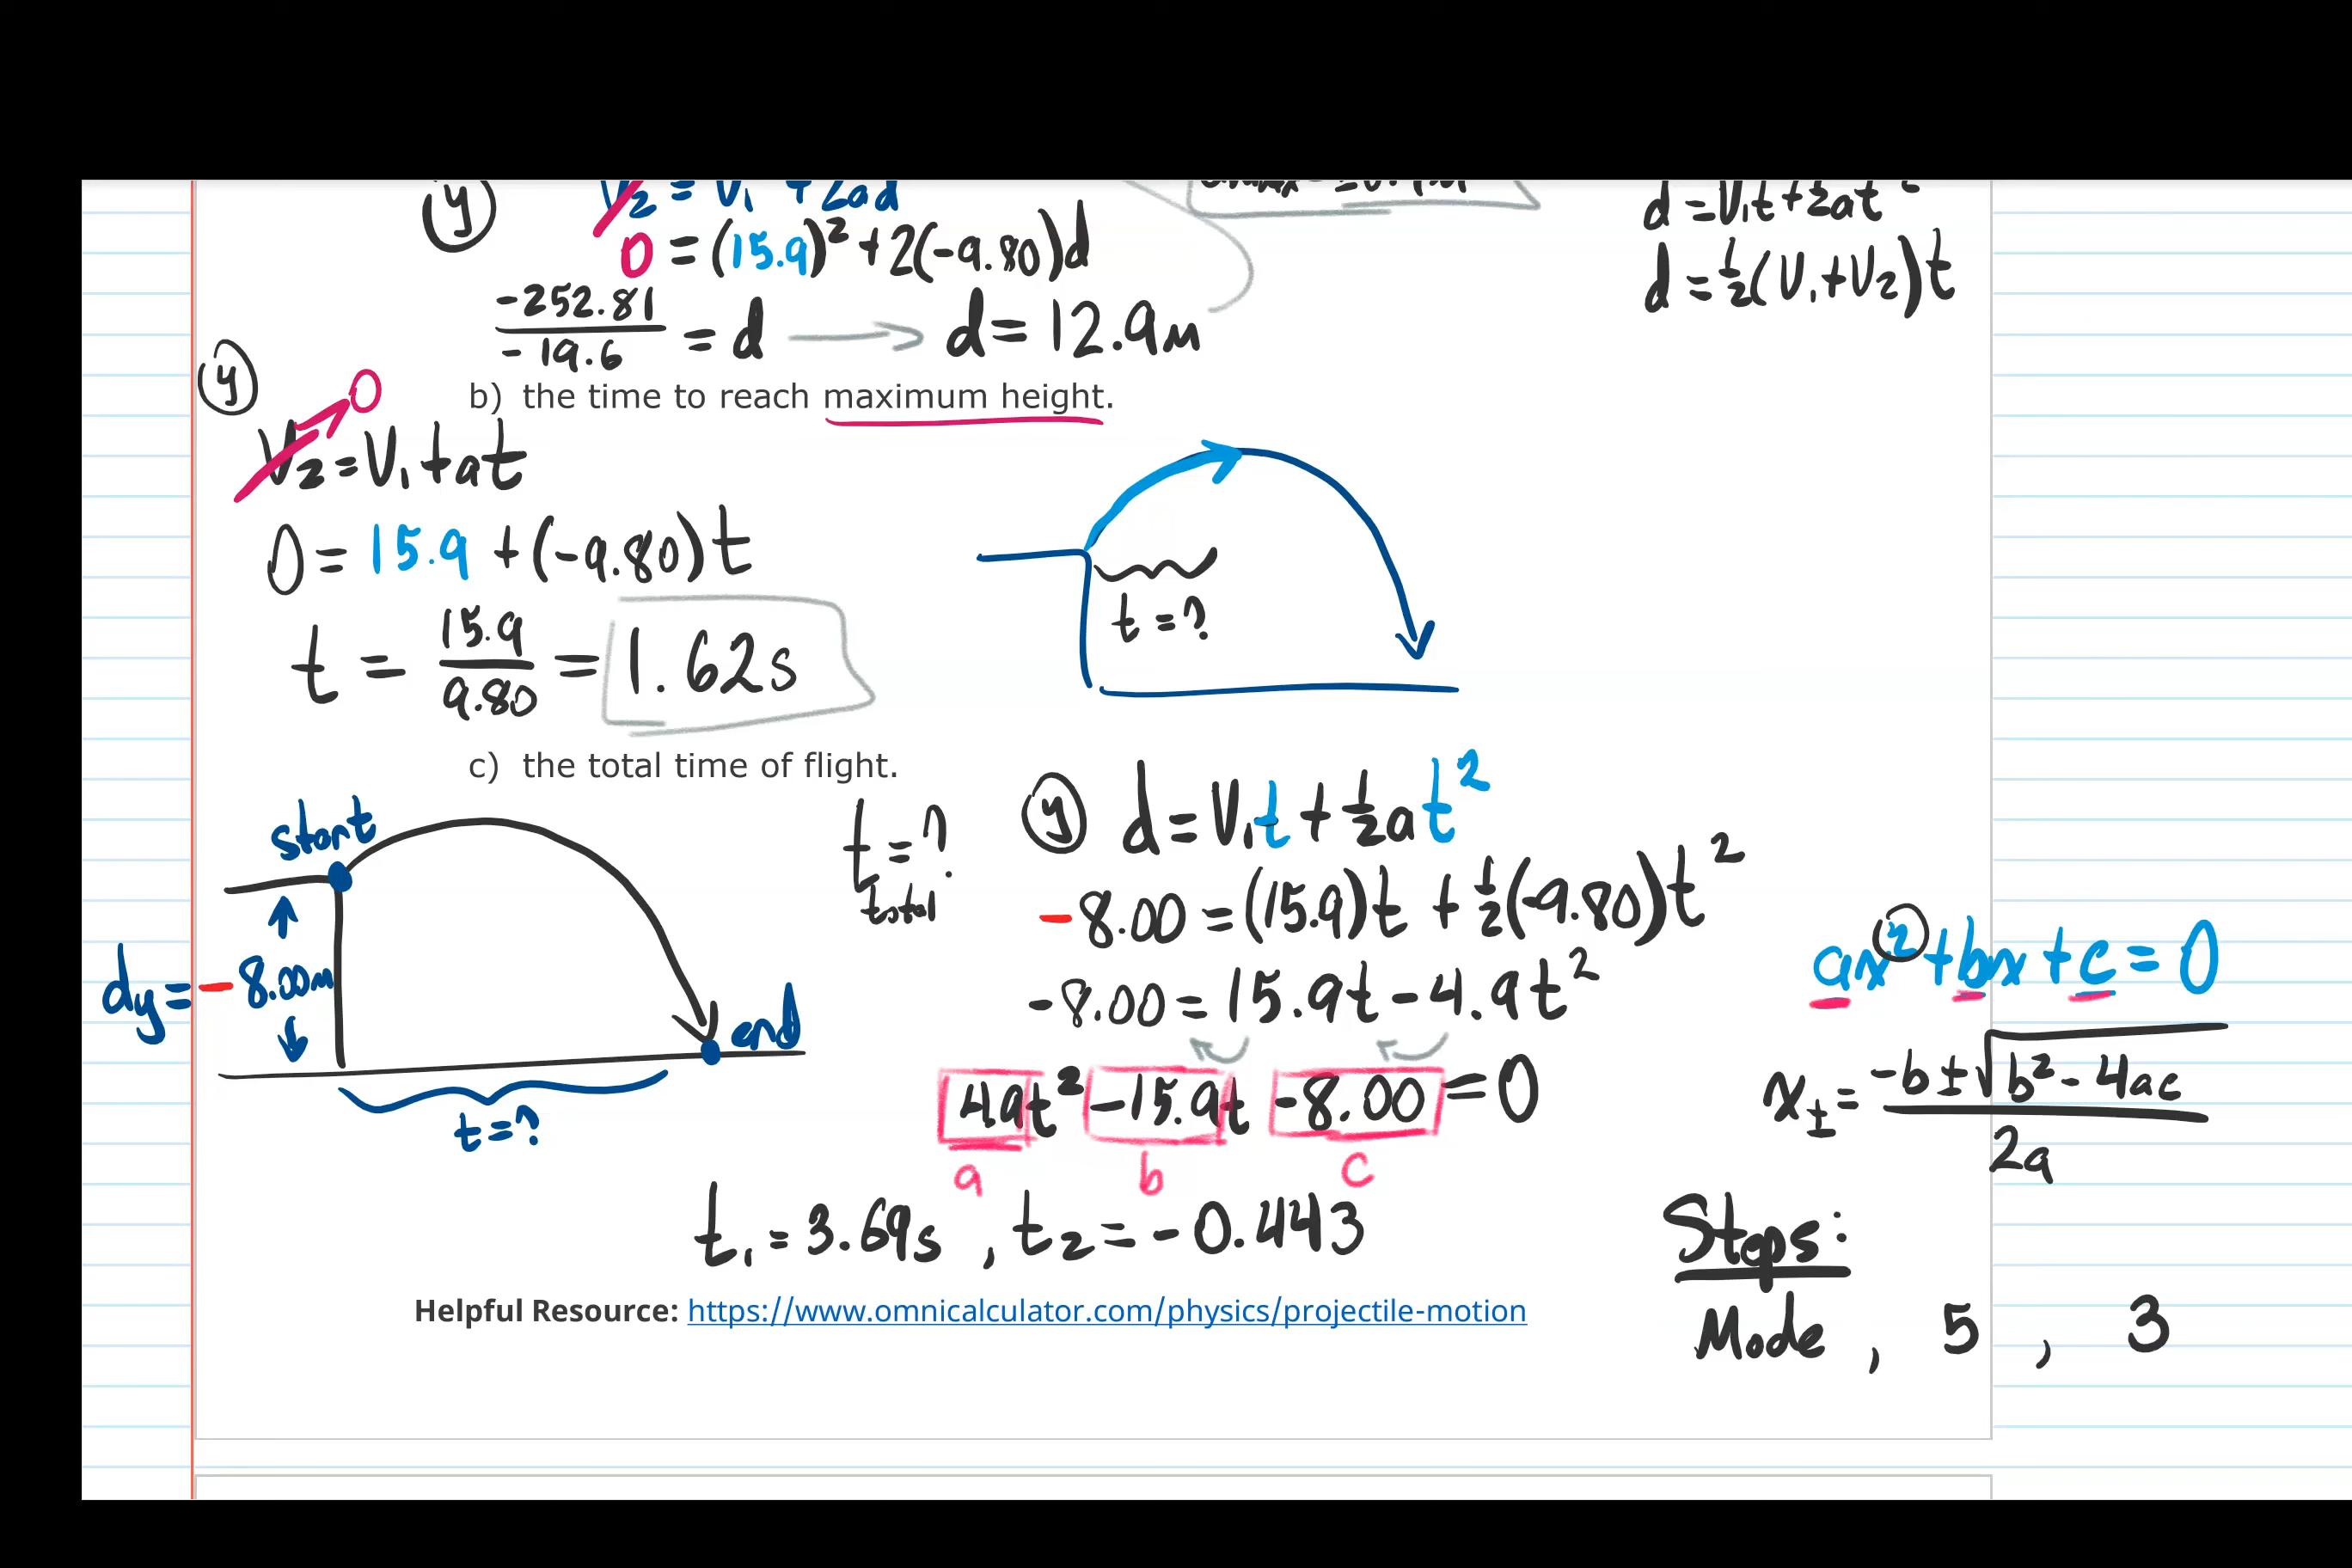 y
V₂ = V₁ + 2ad
0 = (15.9)² + 2(-9.80)d
-252.81 / -19.6 = d → d = 12.9m
d = V₁t + ½at²
d = ½(V₁+V₂)t
b) the time to reach maximum height.
y
0
V₂ = V₁ + at
0 = 15.9 + (-9.80)t
t = 15.9 / 9.80 = 1.62s
t = ?
c) the total time of flight.
start
dy = -8.00m
end
t = ?
t = ?
total
y d = V₁t + ½at²
-8.00 = (15.9)t + ½(-9.80)t²
-8.00 = 15.9t - 4.9t²
4.9t² - 15.9t - 8.00 = 0
a b c
t₁ = 3.69s , t₂ = -0.443
ax² + bx + c = 0
x± = -b ± √b² - 4ac / 2a
Steps:
Mode , 5 , 3
Helpful Resource: https://www.omnicalculator.com/physics/projectile-motion